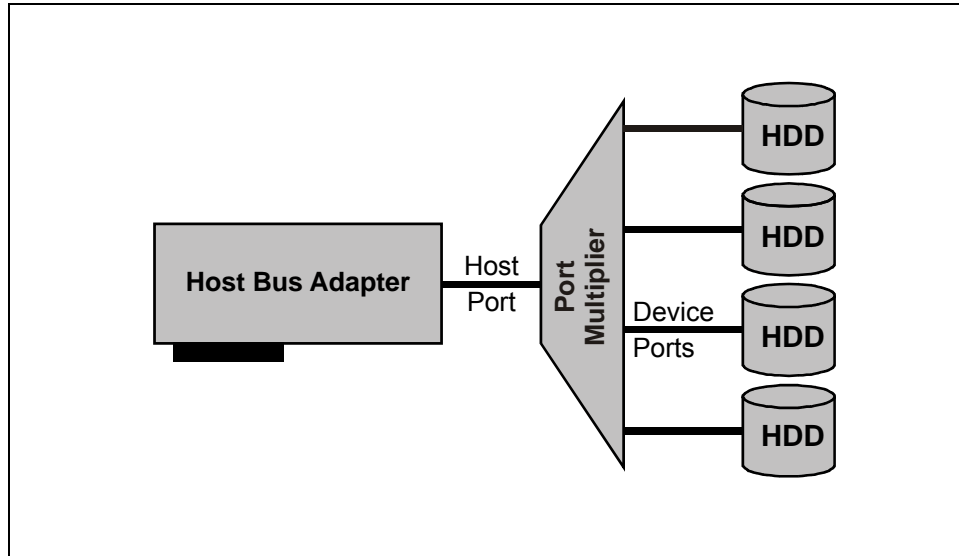 Host Bus Adapter
Host
Port
Port
Multiplier
Device
Ports
HDD
HDD
HDD
HDD